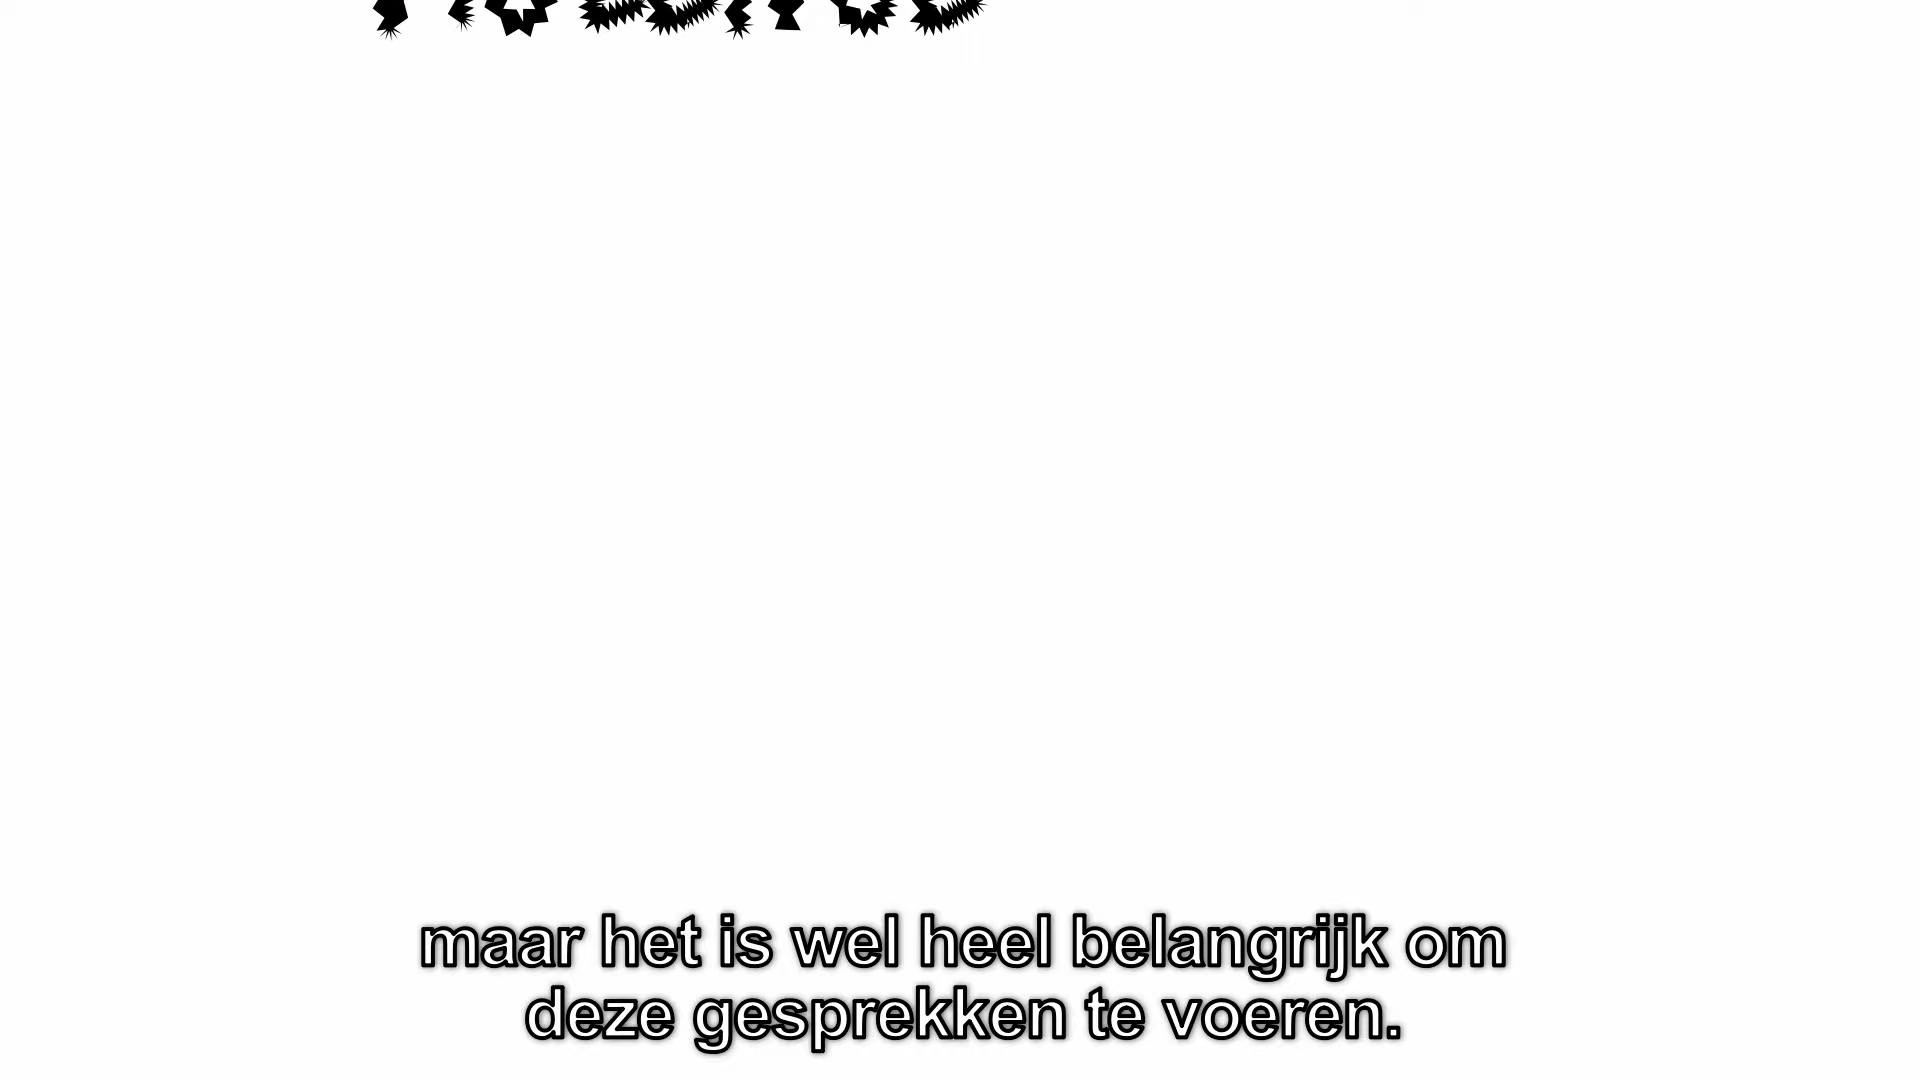 maar het is wel heel belangrijk om
deze gesprekken te voeren.